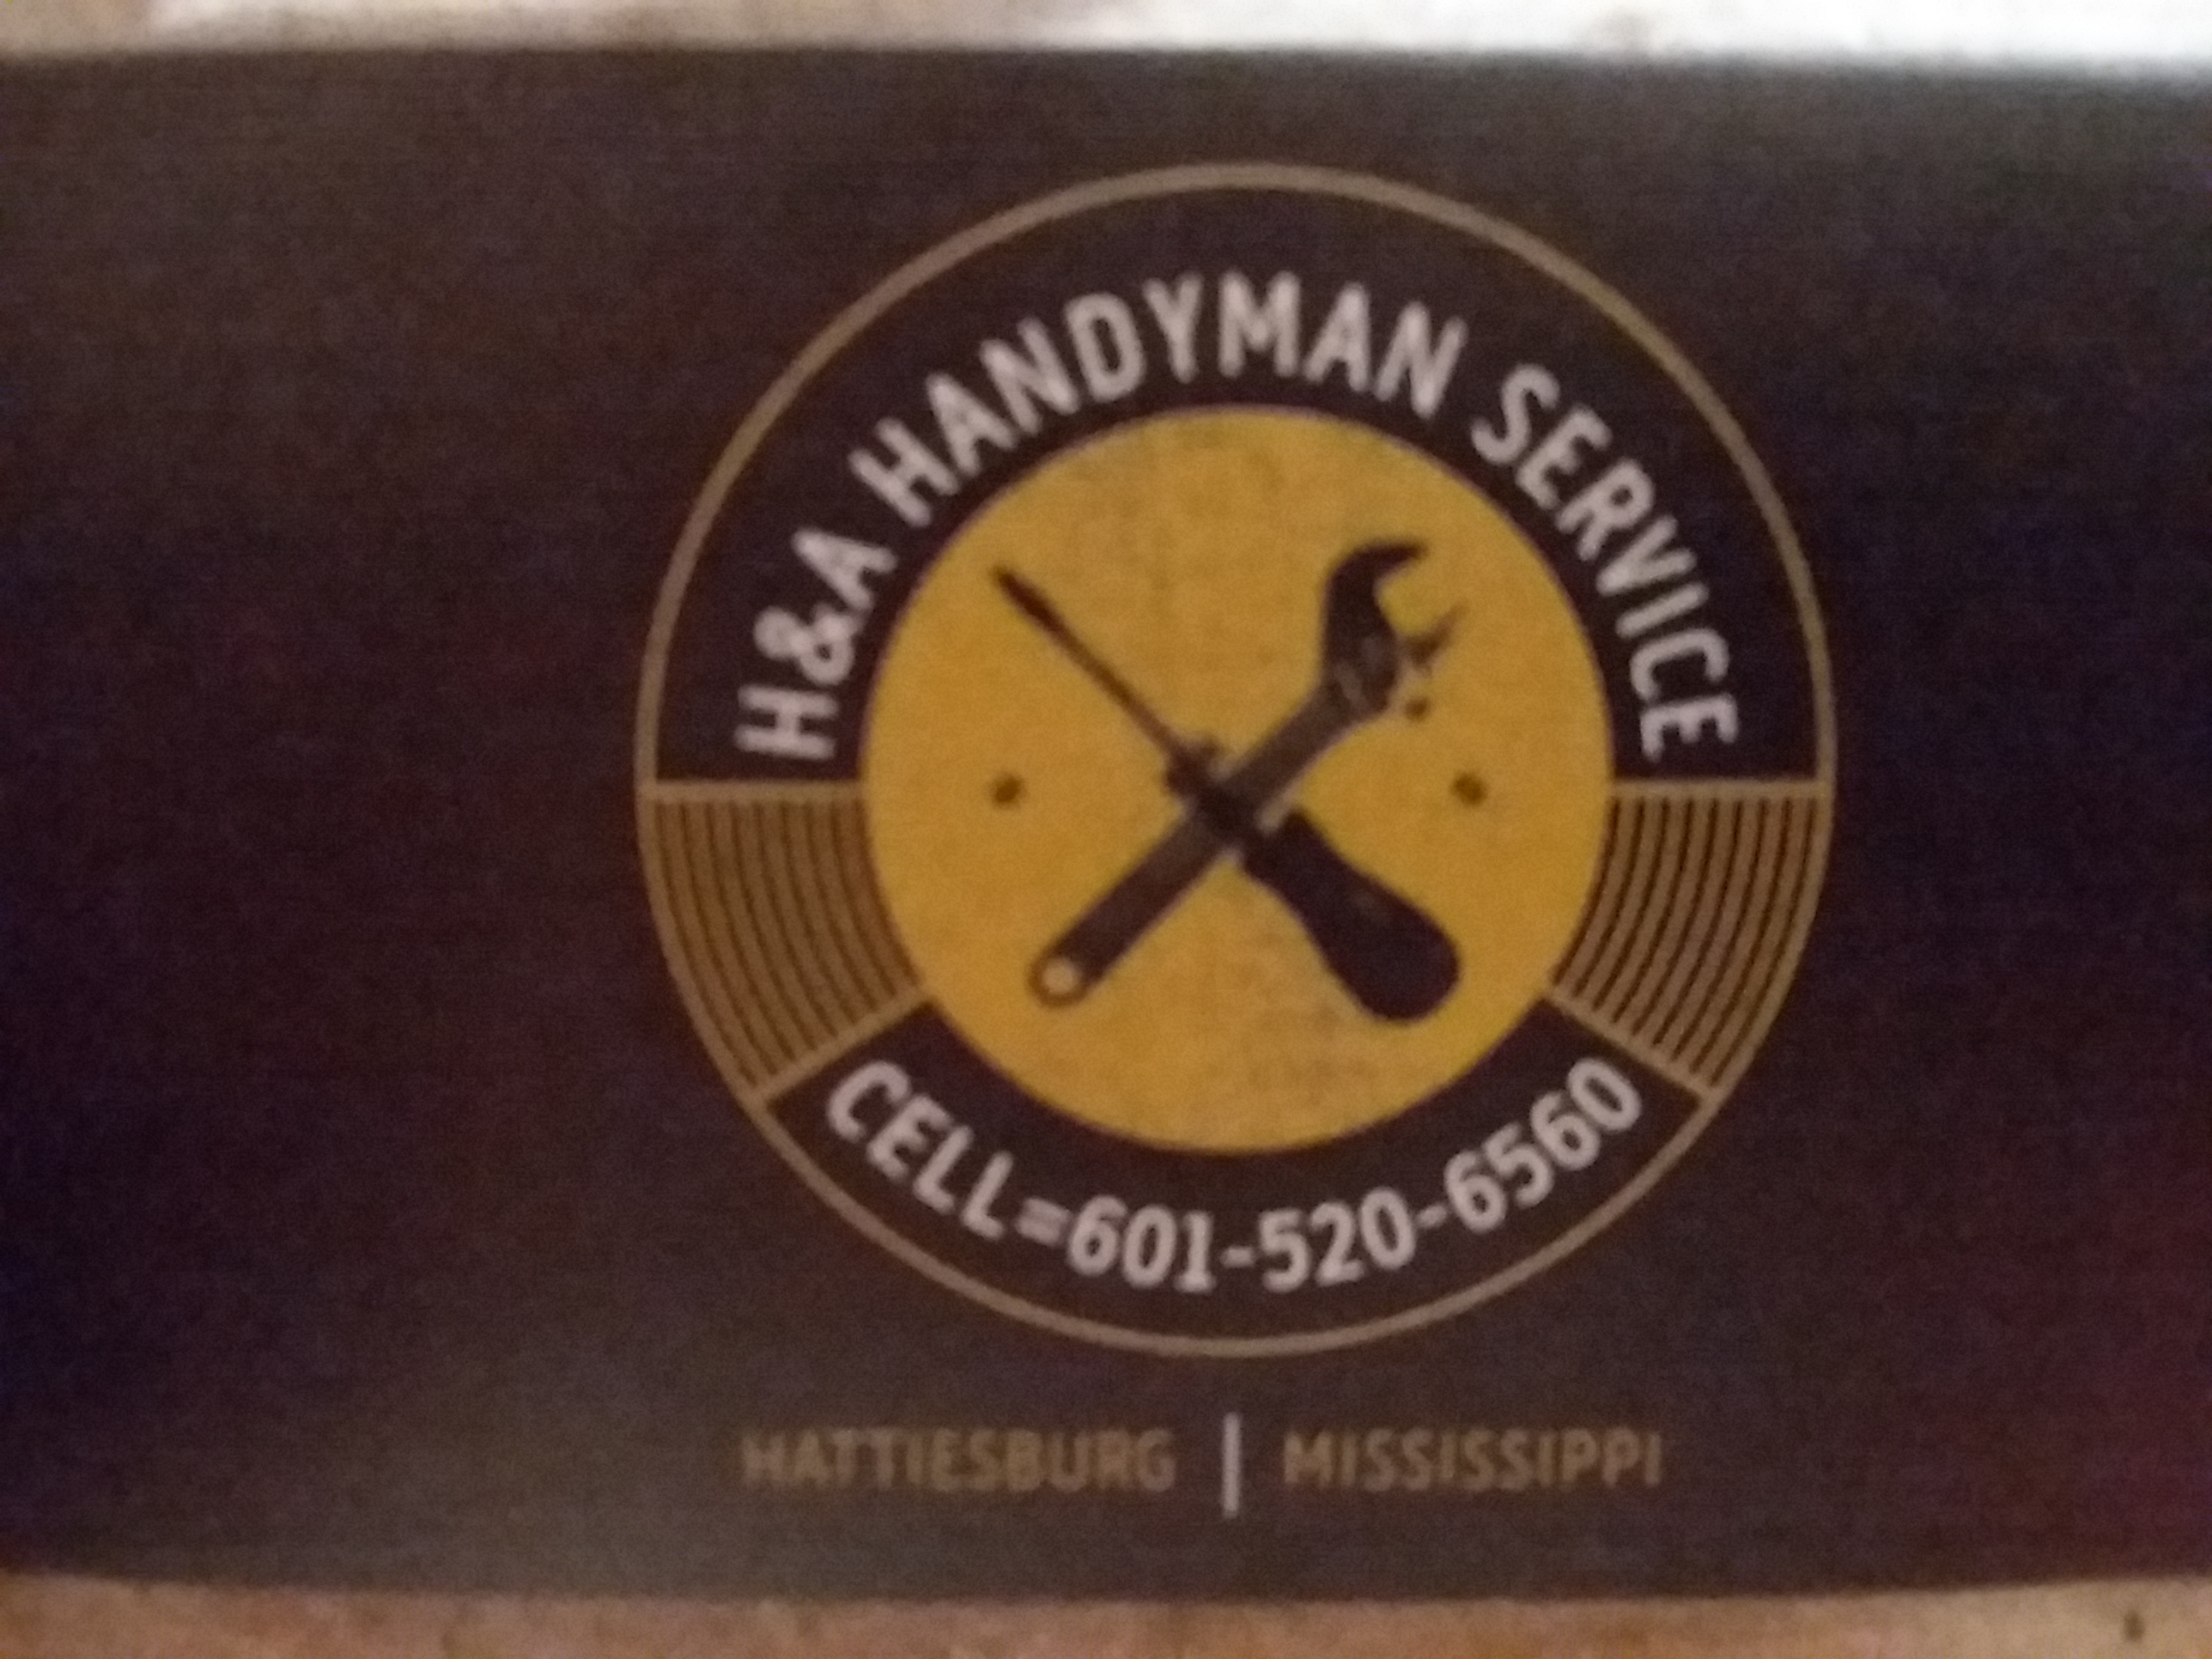 H&A HANDYMAN SERVICE
CELL=601-520-6560
HATTIESBURG | MISSISSIPPI